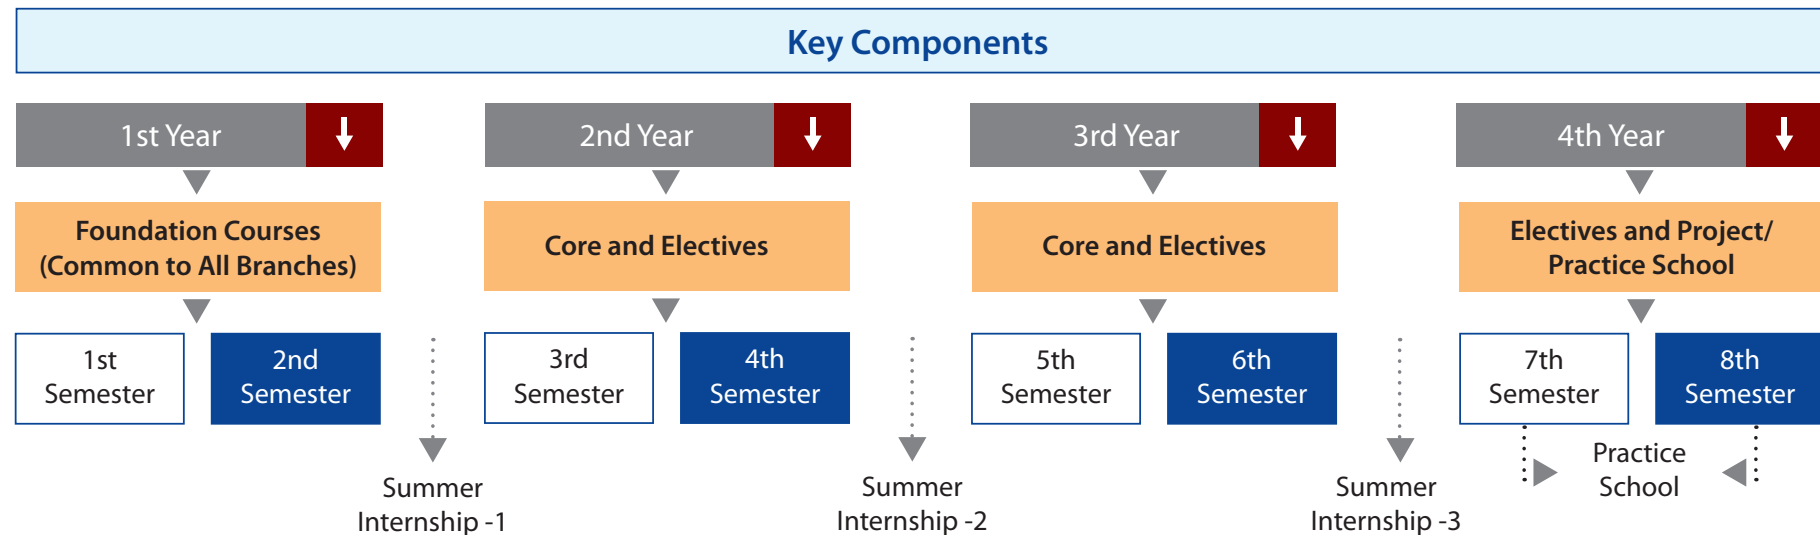 Key Components
1st Year
2nd Year
3rd Year
4th Year
Foundation Courses
(Common to All Branches)
Core and Electives
Core and Electives
Electives and Project/
Practice School
1st
Semester
2nd
Semester
3rd
Semester
4th
Semester
5th
Semester
6th
Semester
7th
Semester
8th
Semester
Summer
Internship -1
Summer
Internship -2
Summer
Internship -3
Practice
School